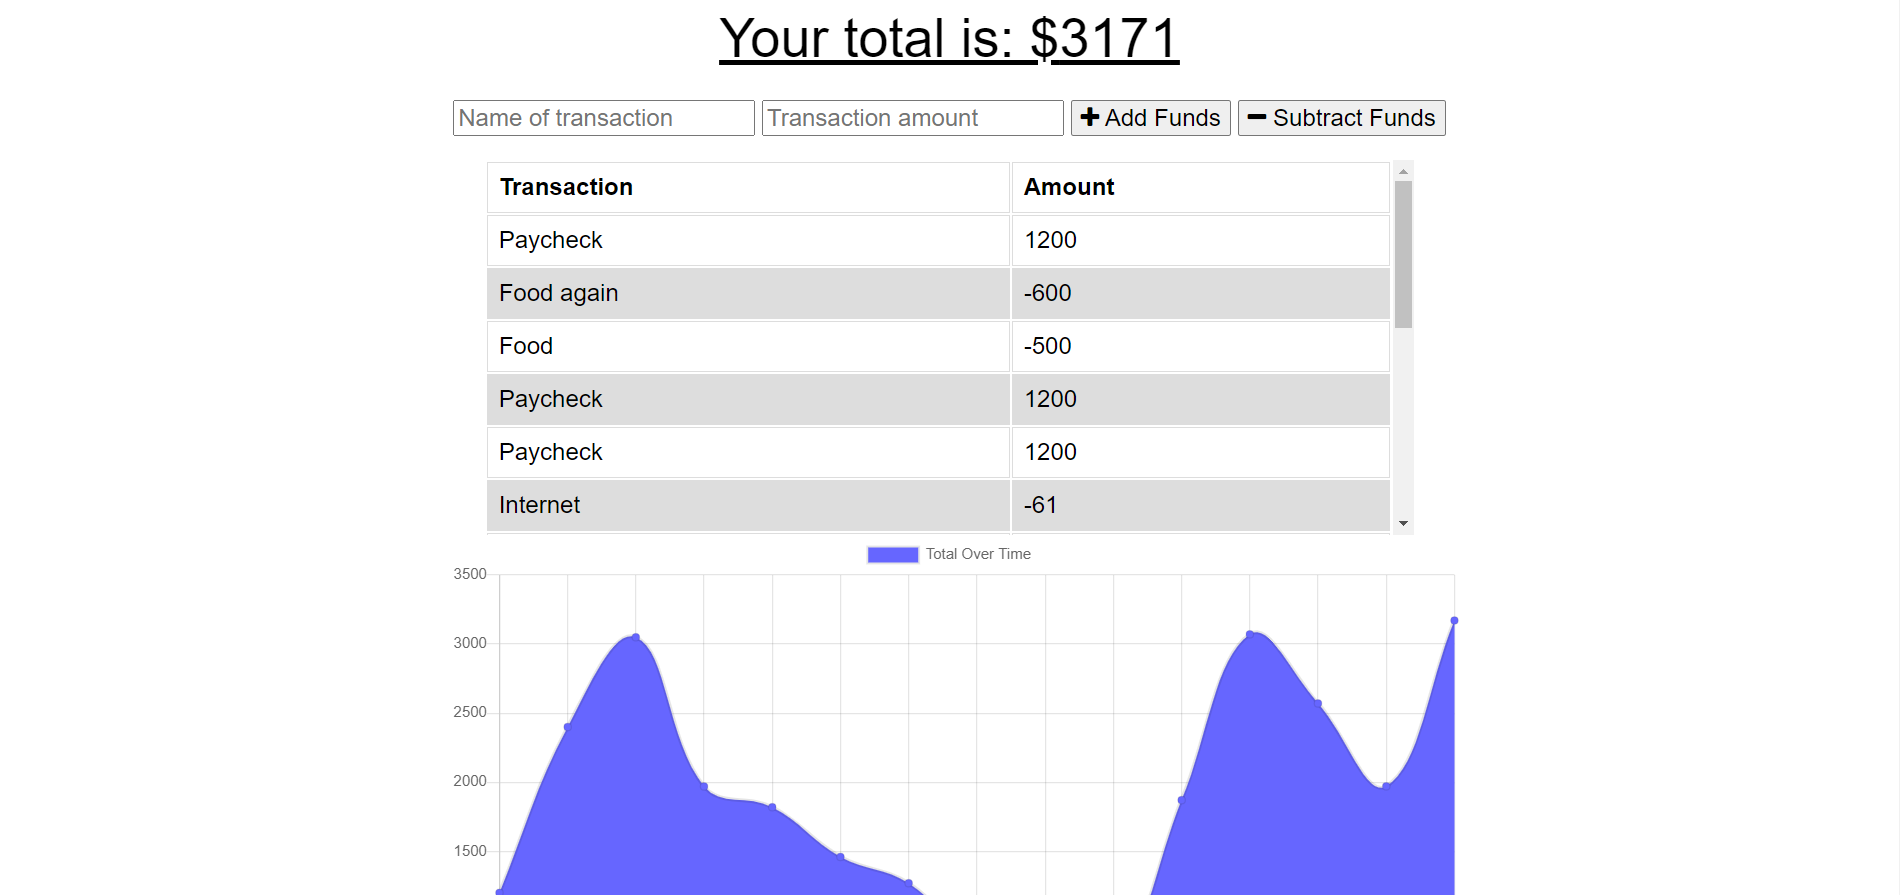 Your total is: $3171
Name of transaction Transaction amount Add Funds Subtract Funds
Transaction Amount
Paycheck 1200
Food again -600
Food -500
Paycheck 1200
Paycheck 1200
Internet -61
Total Over Time
3500
3000
2500
2000
1500